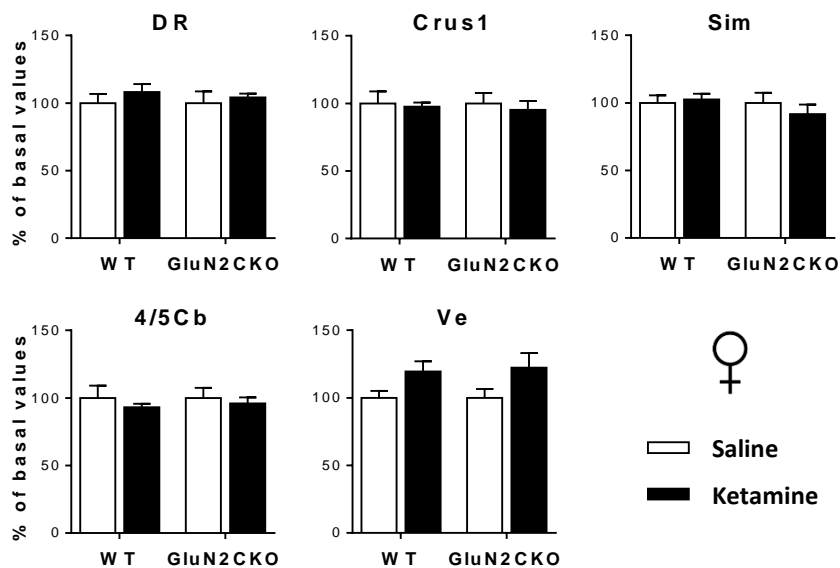 DR
% of basal values
150
100
50
0
WT GluN2CKO
Crus1
150
100
50
0
WT GluN2CKO
Sim
150
100
50
0
WT GluN2CKO
4/5Cb
% of basal values
150
100
50
0
WT GluN2CKO
Ve
150
100
50
0
WT GluN2CKO
♀
Saline
Ketamine